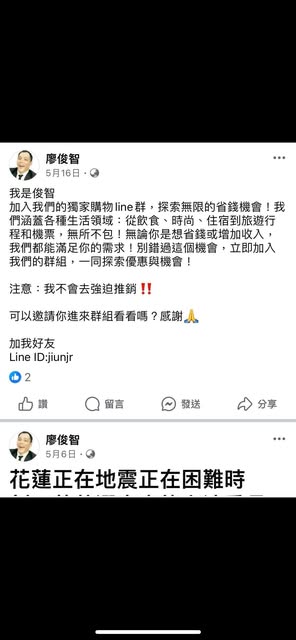 廖俊智
5月16日·
我是俊智
加入我們的獨家購物line群，探索無限的省錢機會！我
們涵蓋各種生活領域：從飲食、時尚、住宿到旅遊行
程和機票，無所不包！無論你是想省錢或增加收入，
我們都能滿足你的需求！別錯過這個機會，立即加入
我們的群組，一同探索優惠與機會！
注意：我不會去強迫推銷‼️
可以邀請你進來群組看看嗎？感謝🙏
加我好友
Line ID:jiunjr
2
讚 留言 發送 分享
廖俊智
5月6日·
花蓮正在地震正在困難時